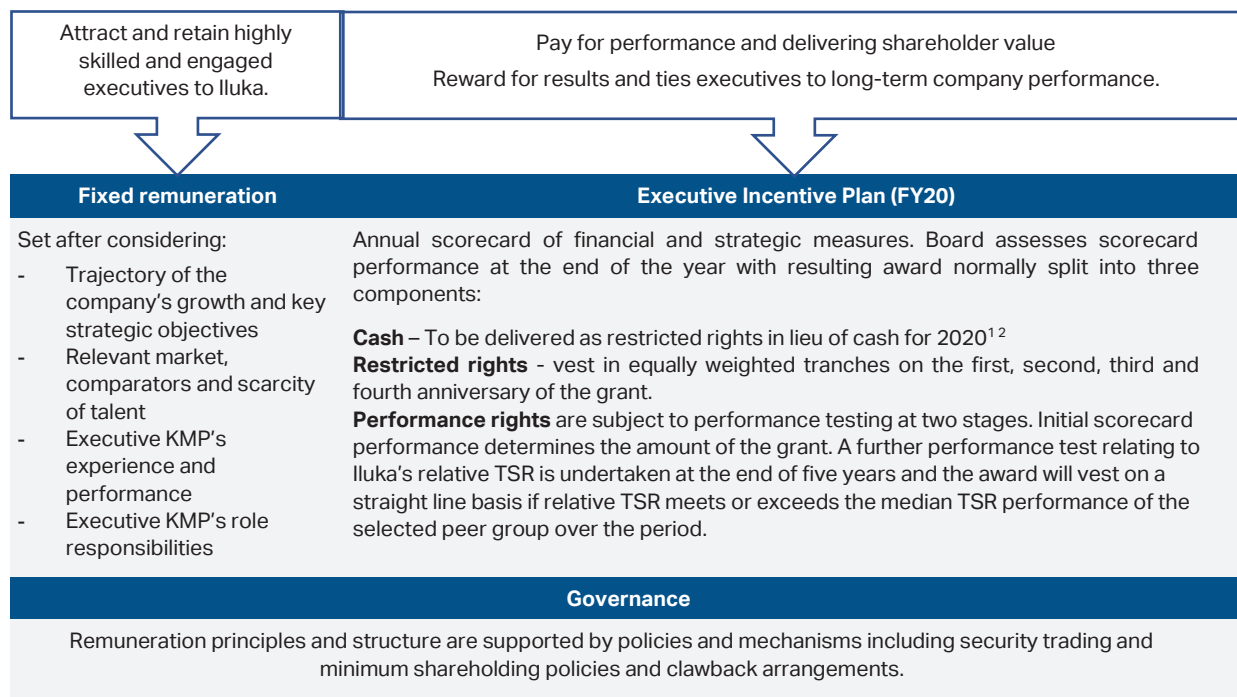 Attract and retain highly
skilled and engaged
executives to Iluka.
Pay for performance and delivering shareholder value
Reward for results and ties executives to long-term company performance.
Fixed remuneration
Executive Incentive Plan (FY20)
Set after considering:
- Trajectory of the
company's growth and key
strategic objectives
- Relevant market,
comparators and scarcity
of talent
- Executive KMP's
experience and
performance
- Executive KMP's role
responsibilities
Annual scorecard of financial and strategic measures. Board assesses scorecard
performance at the end of the year with resulting award normally split into three
components:
Cash – To be delivered as restricted rights in lieu of cash for 2020¹ ²
Restricted rights - vest in equally weighted tranches on the first, second, third and
fourth anniversary of the grant.
Performance rights are subject to performance testing at two stages. Initial scorecard
performance determines the amount of the grant. A further performance test relating to
Iluka's relative TSR is undertaken at the end of five years and the award will vest on a
straight line basis if relative TSR meets or exceeds the median TSR performance of the
selected peer group over the period.
Governance
Remuneration principles and structure are supported by policies and mechanisms including security trading and
minimum shareholding policies and clawback arrangements.